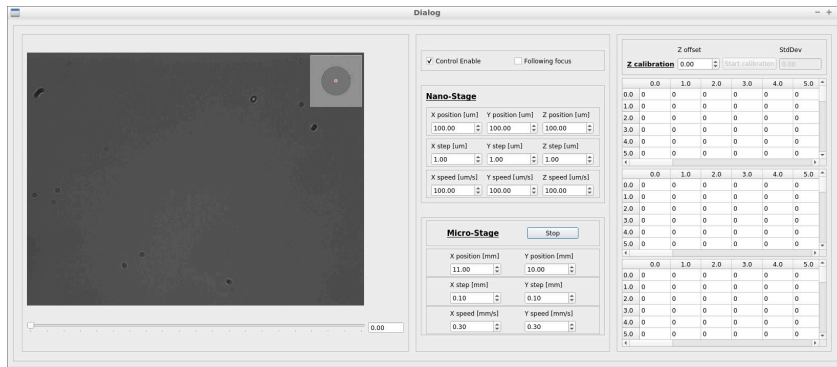 Dialog
Control Enable Following focus
Nano-Stage
X position [um] Y position [um] Z position [um]
100.00 100.00 100.00
X step [um] Y step [um] Z step [um]
1.00 1.00 1.00
X speed [um/s] Y speed [um/s] Z speed [um/s]
100.00 100.00 100.00
Micro-Stage Stop
X position [mm] Y position [mm]
11.00 10.00
X step [mm] Y step [mm]
0.10 0.10
X speed [mm/s] Y speed [mm/s]
0.30 0.30
0.00
Z offset StdDev
Z calibration 0.00 Start calibration 0.00
0.0 1.0 2.0 3.0 4.0 5.0
0.0 0 0 0 0 0 0
1.0 0 0 0 0 0 0
2.0 0 0 0 0 0 0
3.0 0 0 0 0 0 0
4.0 0 0 0 0 0 0
5.0 0 0 0 0 0 0
0.0 1.0 2.0 3.0 4.0 5.0
0.0 0 0 0 0 0 0
1.0 0 0 0 0 0 0
2.0 0 0 0 0 0 0
3.0 0 0 0 0 0 0
4.0 0 0 0 0 0 0
5.0 0 0 0 0 0 0
0.0 1.0 2.0 3.0 4.0 5.0
0.0 0 0 0 0 0 0
1.0 0 0 0 0 0 0
2.0 0 0 0 0 0 0
3.0 0 0 0 0 0 0
4.0 0 0 0 0 0 0
5.0 0 0 0 0 0 0